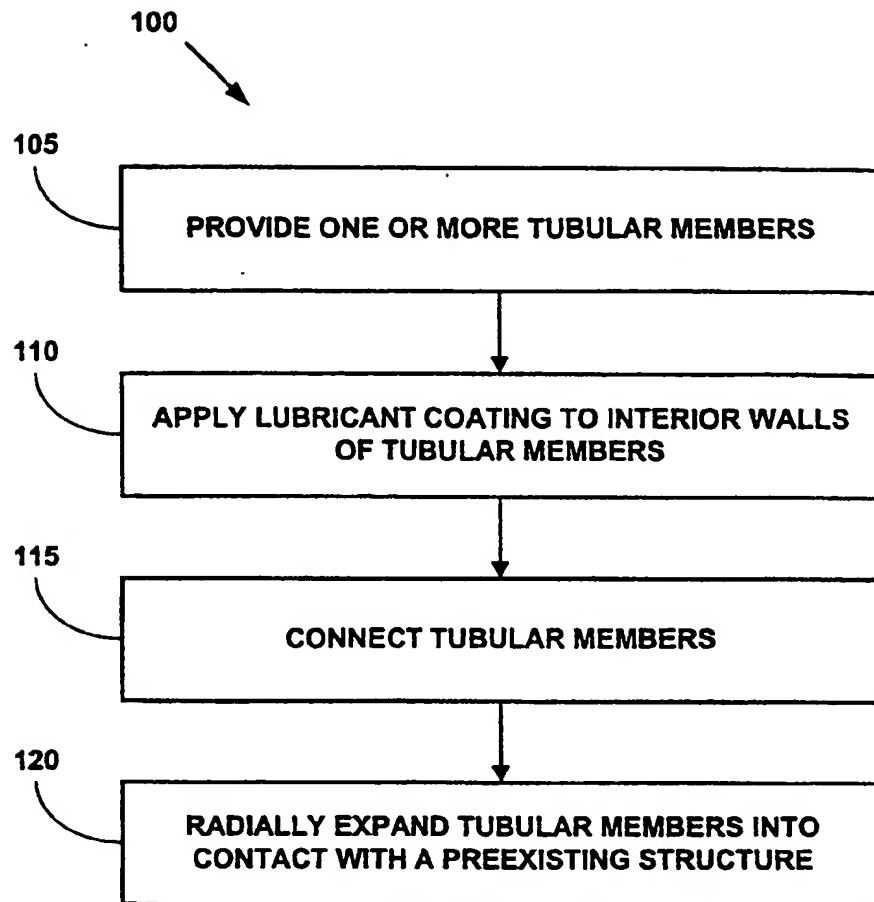 100
105
PROVIDE ONE OR MORE TUBULAR MEMBERS
110
APPLY LUBRICANT COATING TO INTERIOR WALLS
OF TUBULAR MEMBERS
115
CONNECT TUBULAR MEMBERS
120
RADIALLY EXPAND TUBULAR MEMBERS INTO
CONTACT WITH A PREEXISTING STRUCTURE